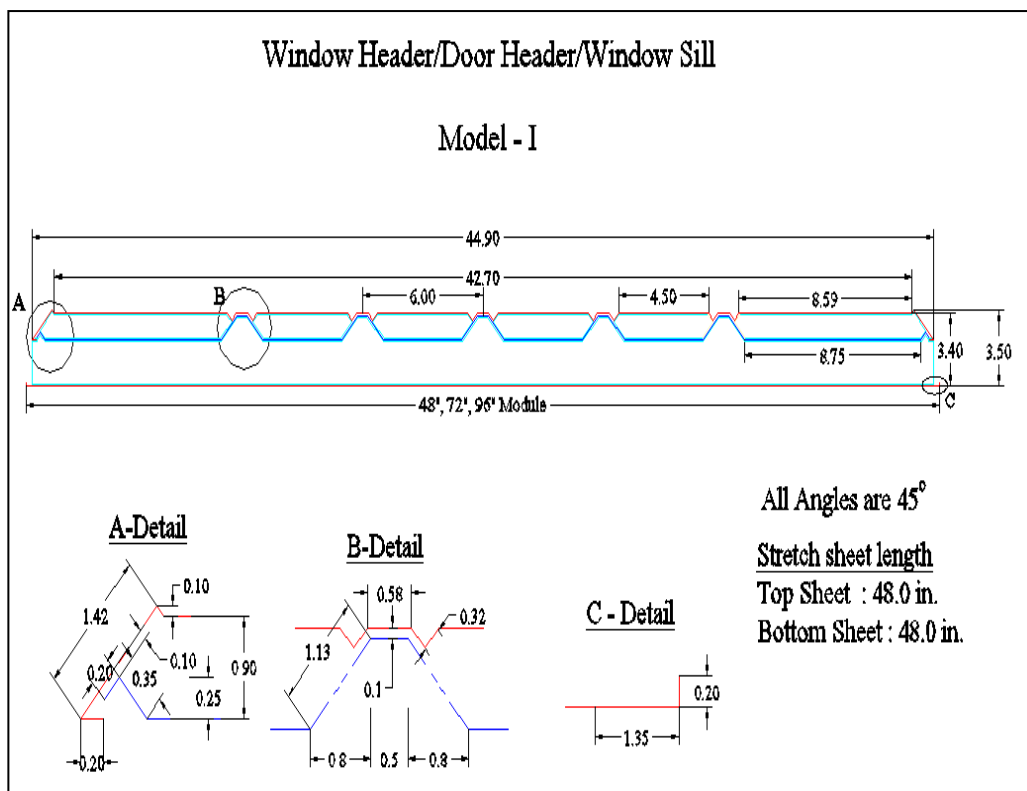 Window Header/Door Header/Window Sill
Model - I
44.90
42.70
A
B
6.00
4.50
8.59
8.75
3.40
3.50
C
48", 72", 96" Module
A-Detail
1.42
0.10
0.20
0.35
0.10
0.90
0.25
0.20
B-Detail
0.58
0.32
1.13
0.1
0.8
0.5
0.8
C - Detail
0.20
1.35
All Angles are 45°
Stretch sheet length
Top Sheet : 48.0 in.
Bottom Sheet : 48.0 in.